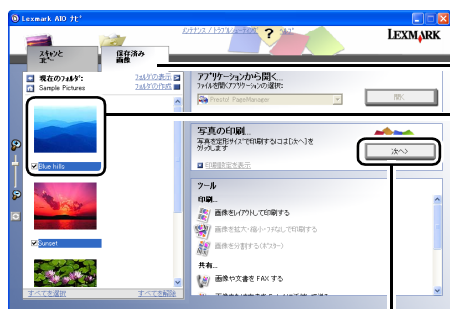 Lexmark AIO ナビ
メンテナンス / トラブルシューティング
?
LEXMARK
スキャンと
コピー
保存済み
画像
現在のフォルダ:
フォルダの表示
Sample Pictures
フォルダの作成
アプリケーションから開く...
ファイルを開くアプリケーションの選択:
Presto! PageManager
開く
写真の印刷...
写真を定形サイズで印刷するには[次へ]を
クリックします
次へ>
印刷設定を表示
Blue hills
Sunset
すべてを選択
すべてを解除
ツール
印刷...
画像をレイアウトして印刷する
画像を拡大・縮小・フチなしで印刷する
画像を分割する(ポスター)
共有...
画像や文書を FAX する